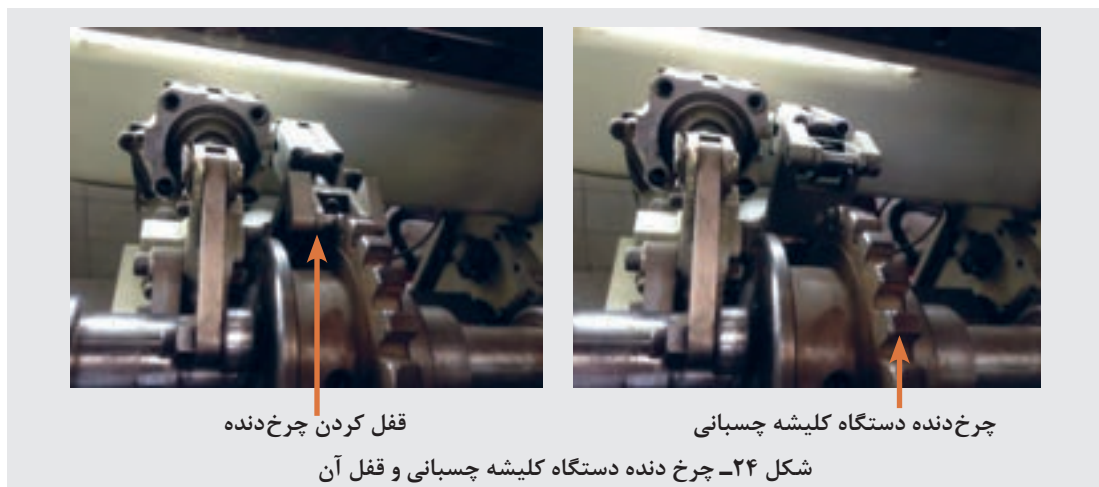 چرخ‌دنده دستگاه کلیشه چسبانی
قفل کردن چرخ‌دنده
شکل ۲۴ـ چرخ دنده دستگاه کلیشه چسبانی و قفل آن